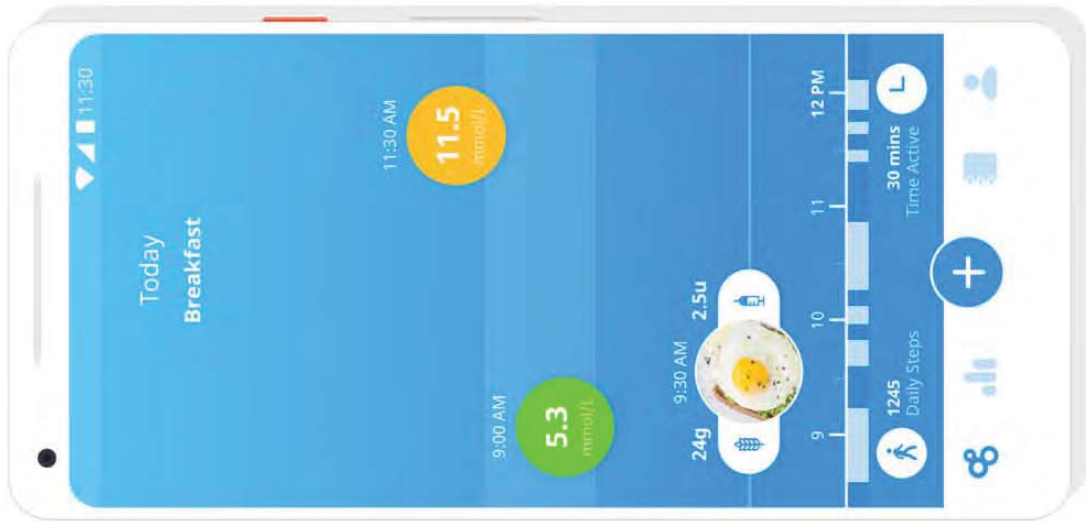 11:30
Today
Breakfast
11:30 AM
11.5
mmol/L
9:00 AM
5.3
mmol/L
9:30 AM
24g
2.5u
9
10
11
12 PM
1245
Daily Steps
30 mins
Time Active